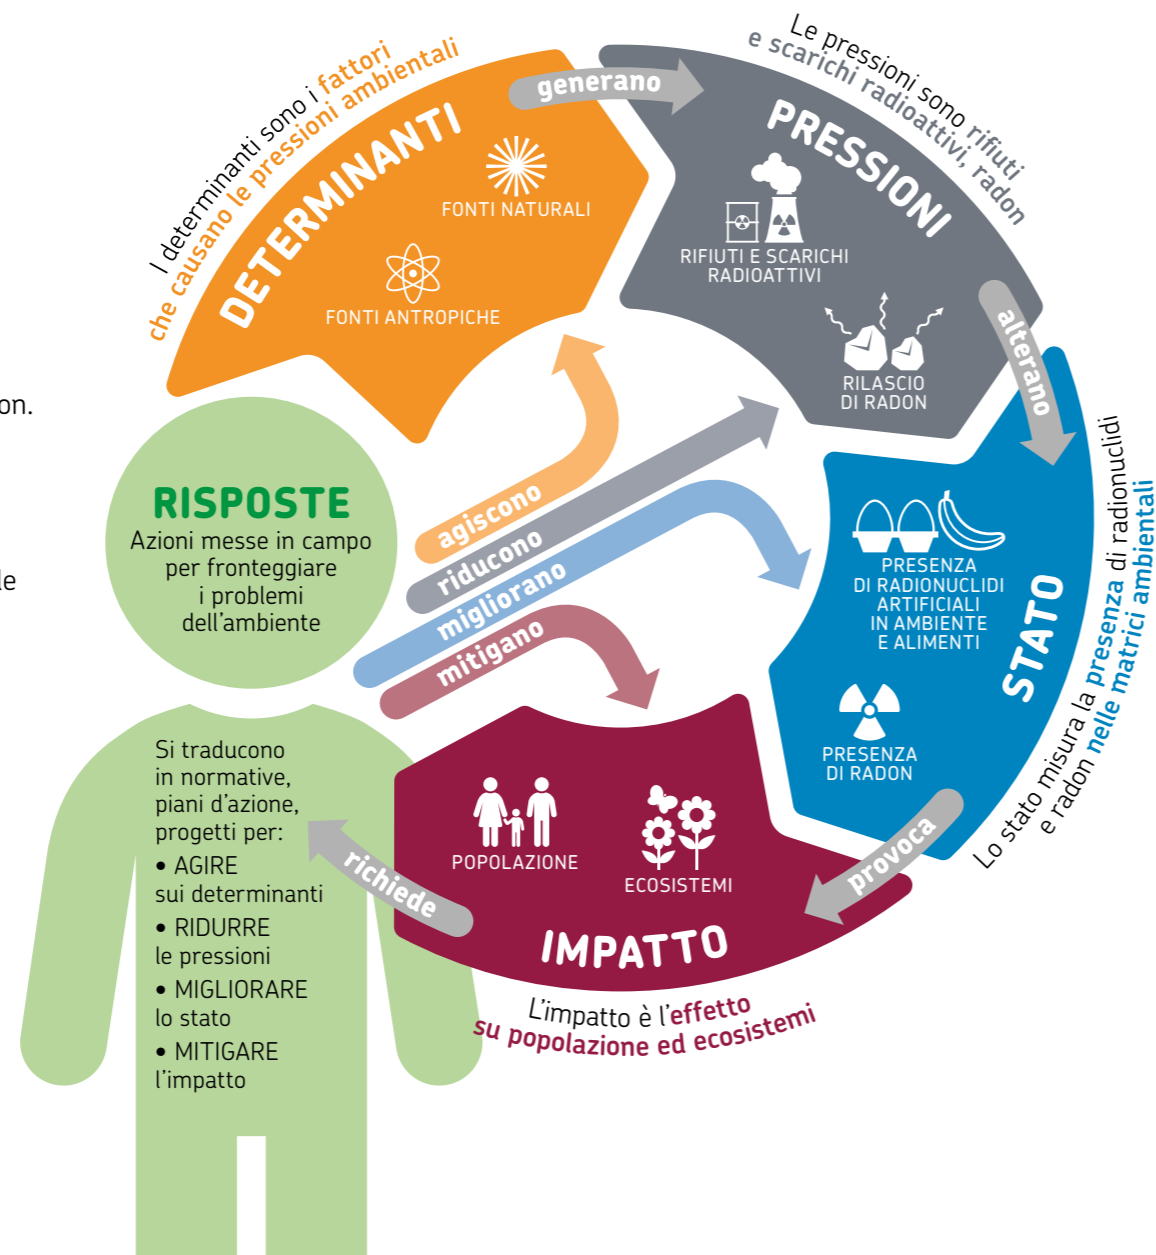 I determinanti sono i fattori
che causano le pressioni ambientali
DETERMINANTI
FONTI NATURALI
FONTI ANTROPICHE
generano
Le pressioni sono rifiuti
e scarichi radioattivi, radon
PRESSIONI
RIFIUTI E SCARICHI
RADIOATTIVI
RILASCIO
DI RADON
alterano
on.
le
RISPOSTE
Azioni messe in campo
per fronteggiare
i problemi
dell'ambiente
agiscono
riducono
migliorano
mitigano
PRESENZA
DI RADIONUCLIDI
ARTIFICIALI
IN AMBIENTE
E ALIMENTI
PRESENZA
DI RADON
STATO
Lo stato misura la presenza di radionuclidi
e radon nelle matrici ambientali
provoca
POPOLAZIONE
ECOSISTEMI
IMPATTO
L'impatto è l'effetto
su popolazione ed ecosistemi
richiede
Si traducono
in normative,
piani d'azione,
progetti per:
• AGIRE
sui determinanti
• RIDURRE
le pressioni
• MIGLIORARE
lo stato
• MITIGARE
l'impatto